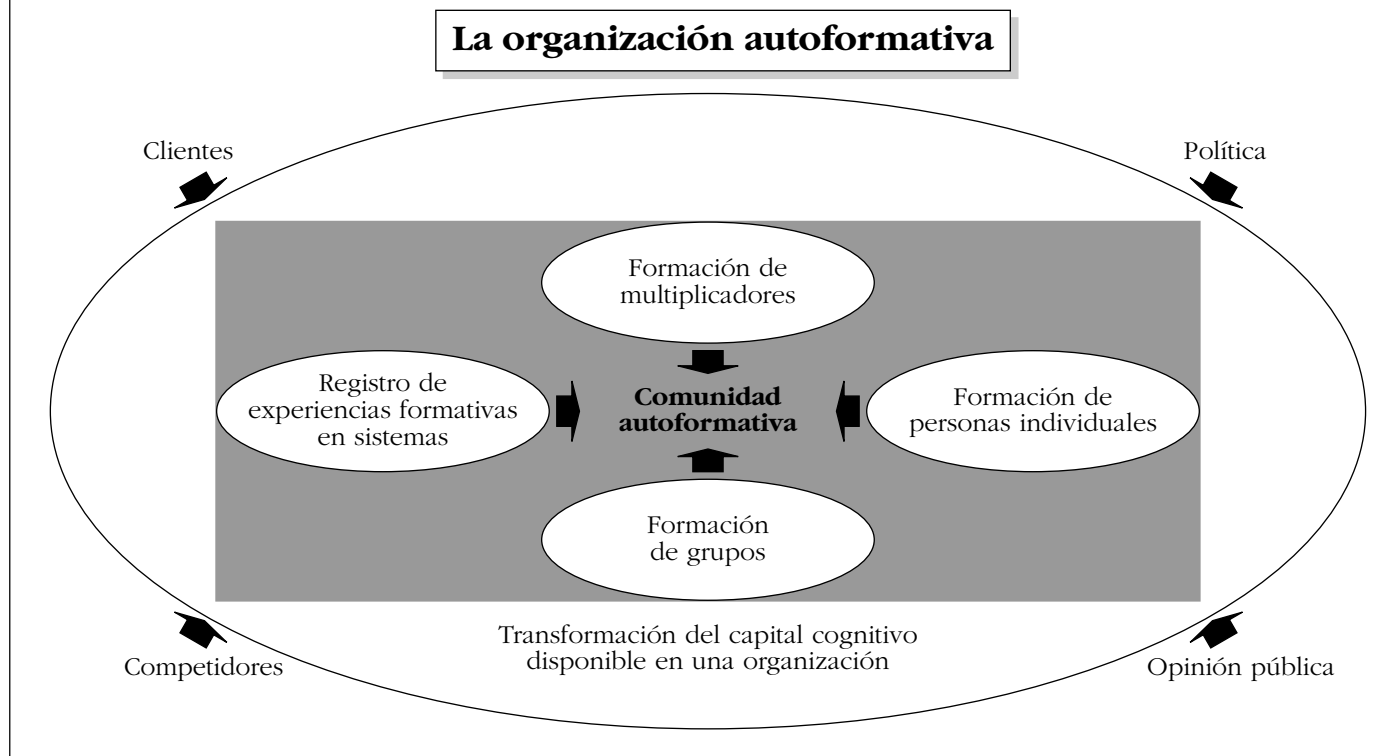 La organización autoformativa
Clientes
Política
Formación de
multiplicadores
Registro de
experiencias formativas
en sistemas
Comunidad
autoformativa
Formación de
personas individuales
Formación
de grupos
Transformación del capital cognitivo
disponible en una organización
Competidores
Opinión pública